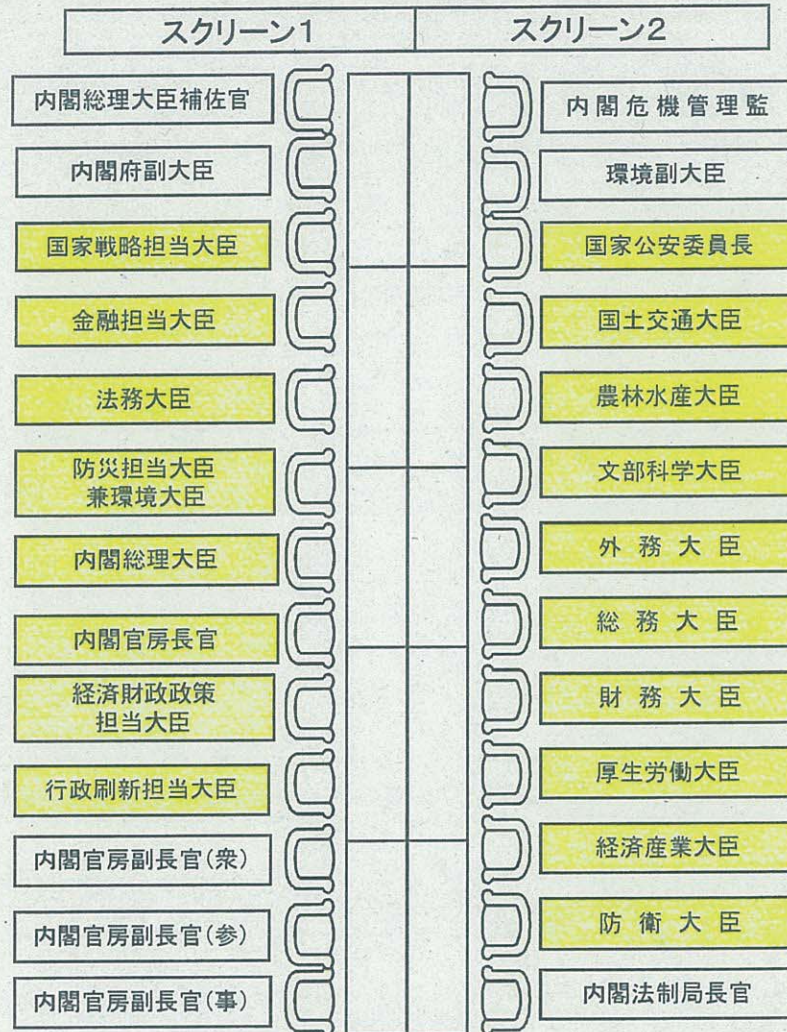 スクリーン1
スクリーン2
内閣総理大臣補佐官
内閣府副大臣
国家戦略担当大臣
金融担当大臣
法務大臣
防災担当大臣
兼環境大臣
内閣総理大臣
内閣官房長官
経済財政政策
担当大臣
行政刷新担当大臣
内閣官房副長官(衆)
内閣官房副長官(参)
内閣官房副長官(事)
内閣危機管理監
環境副大臣
国家公安委員長
国土交通大臣
農林水産大臣
文部科学大臣
外務大臣
総務大臣
財務大臣
厚生労働大臣
経済産業大臣
防衛大臣
内閣法制局長官